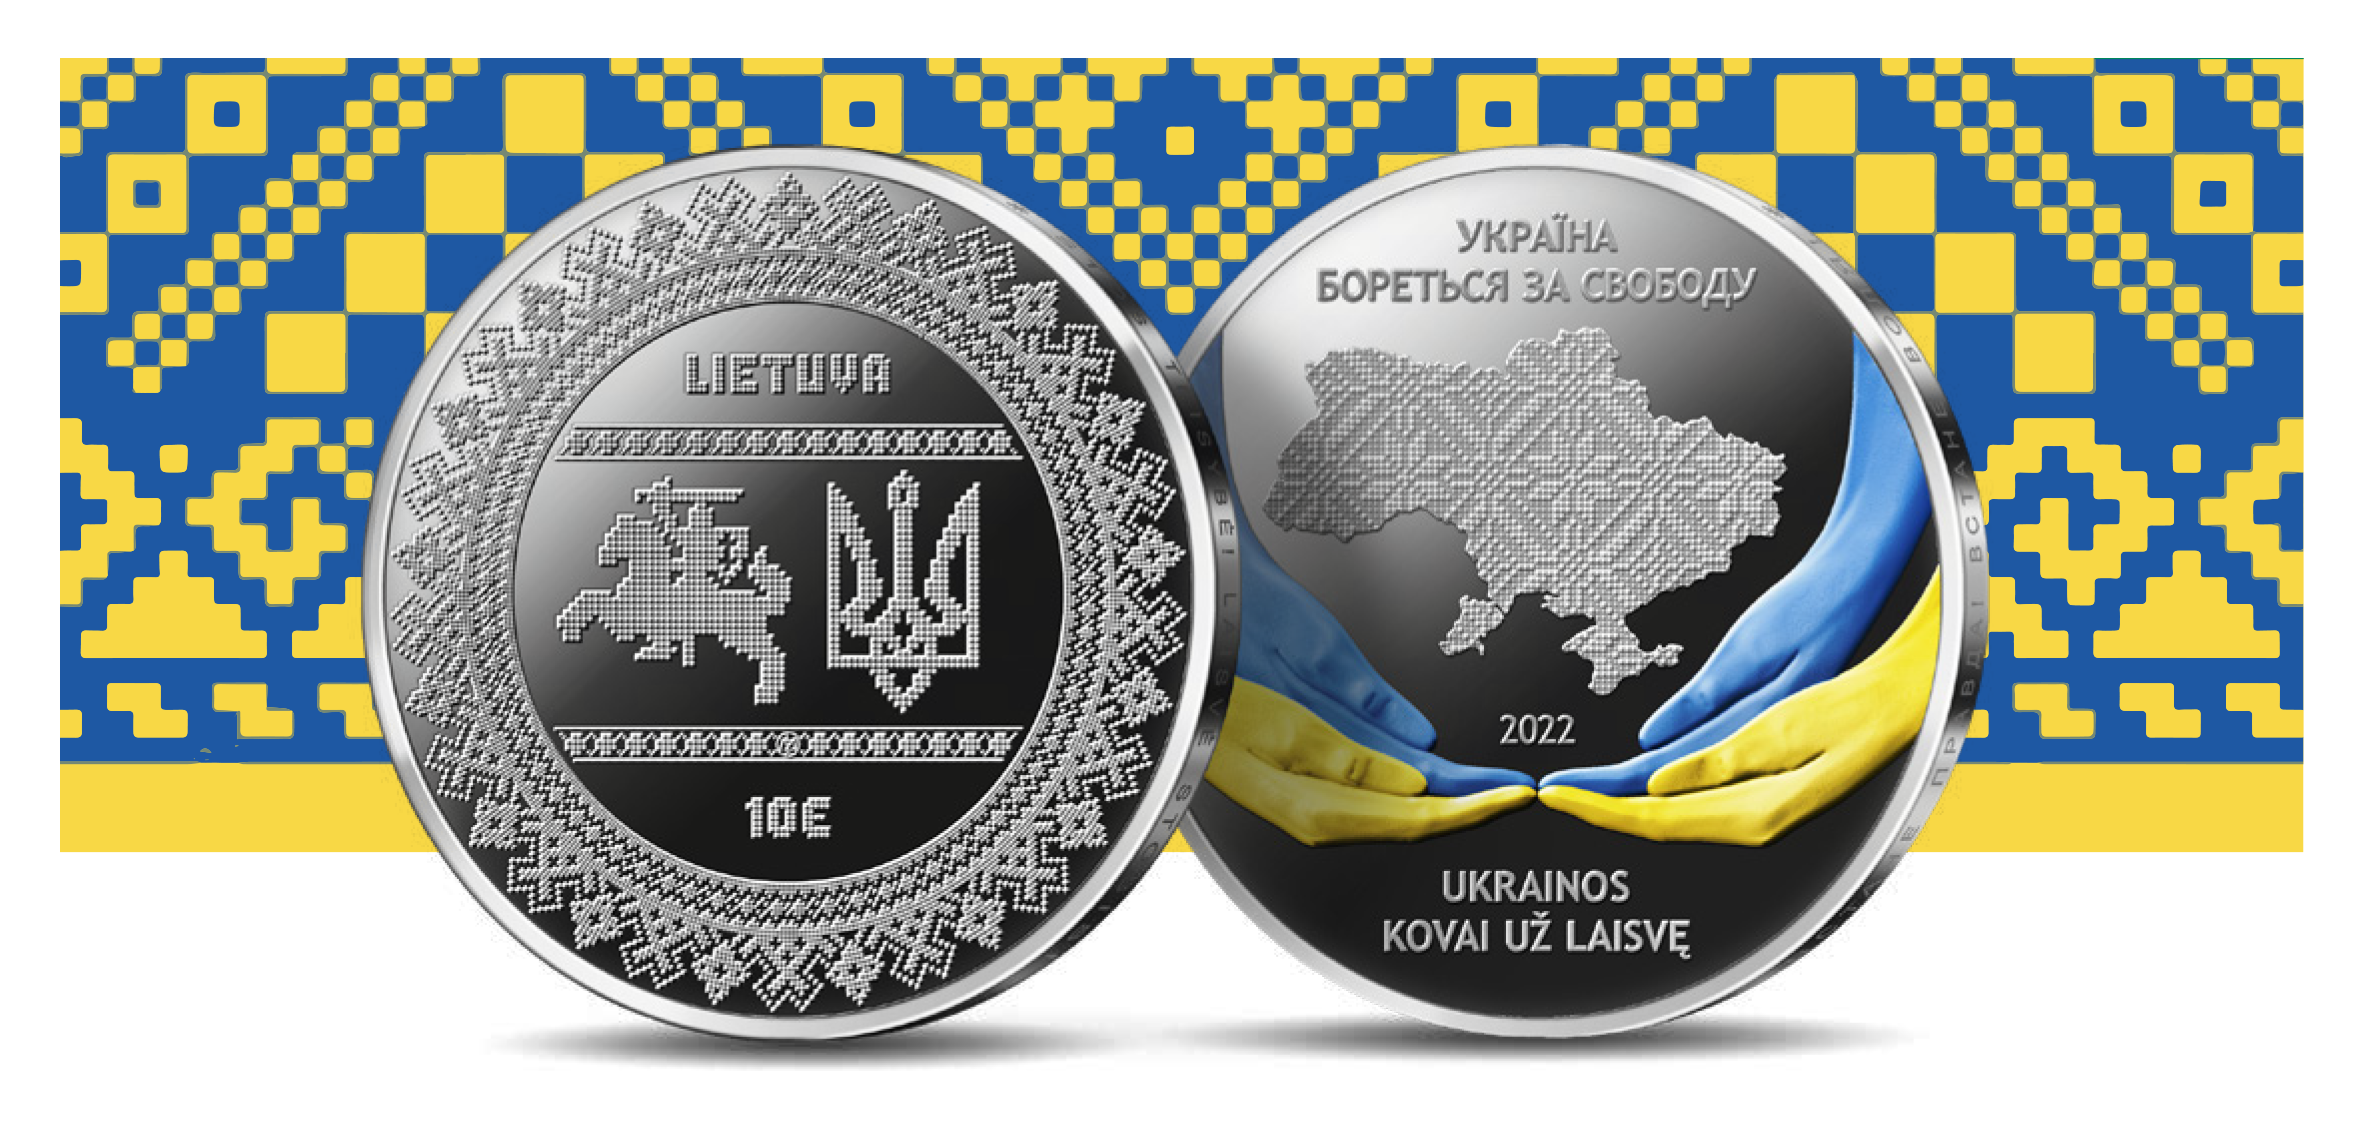 LIETUVA
10€
УКРАЇНА
БОРЕТЬСЯ ЗА СВОБОДУ
2022
UKRAINOS
KOVAI UŽ LAISVĘ